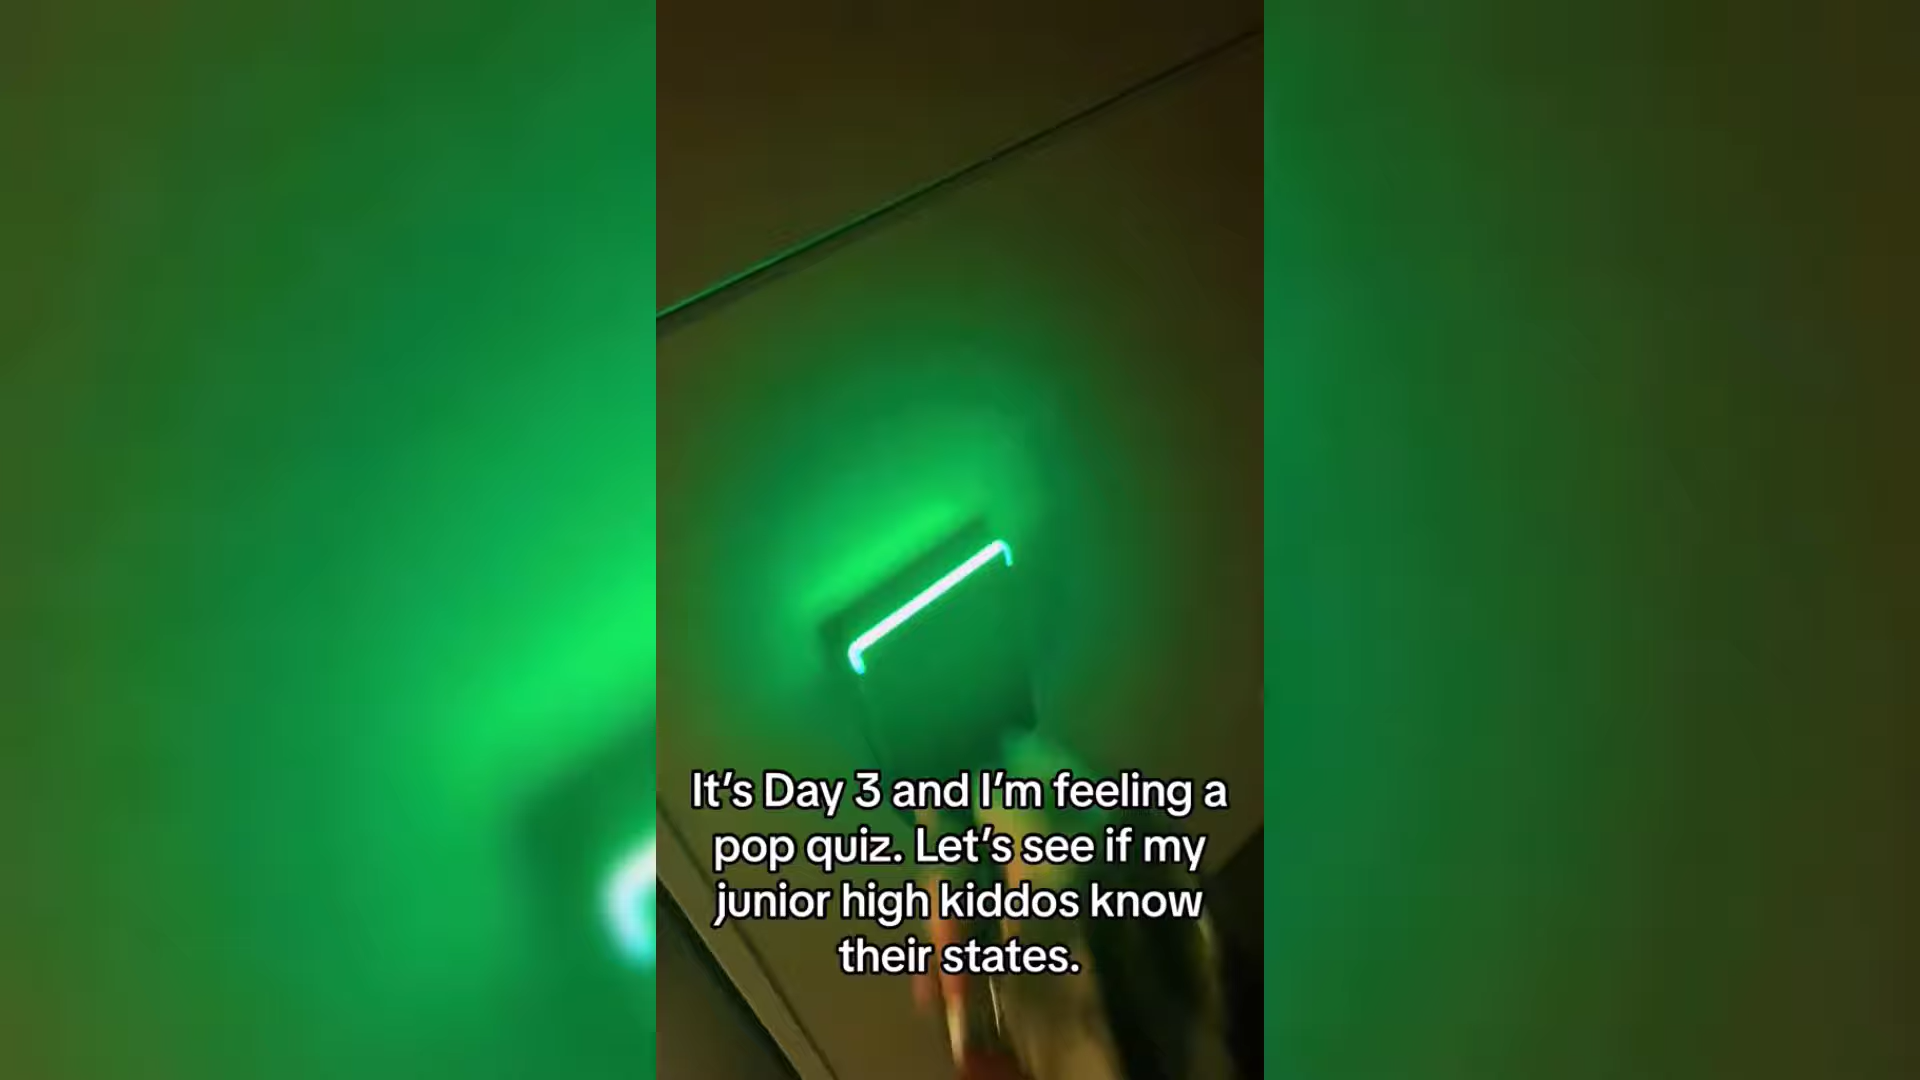 It’s Day 3 and I’m feeling a
pop quiz. Let’s see if my
junior high kiddos know
their states.